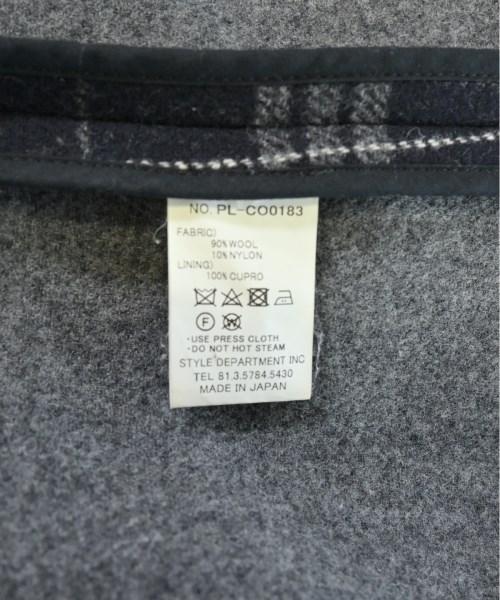 NO. PL-CO0183
FABRIC)
90% WOOL
10% NYLON
LINING)
100% CUPRO
F W
・USE PRESS CLOTH
・DO NOT HOT STEAM
STYLE DEPARTMENT INC
TEL 81.3.5784.5430
MADE IN JAPAN